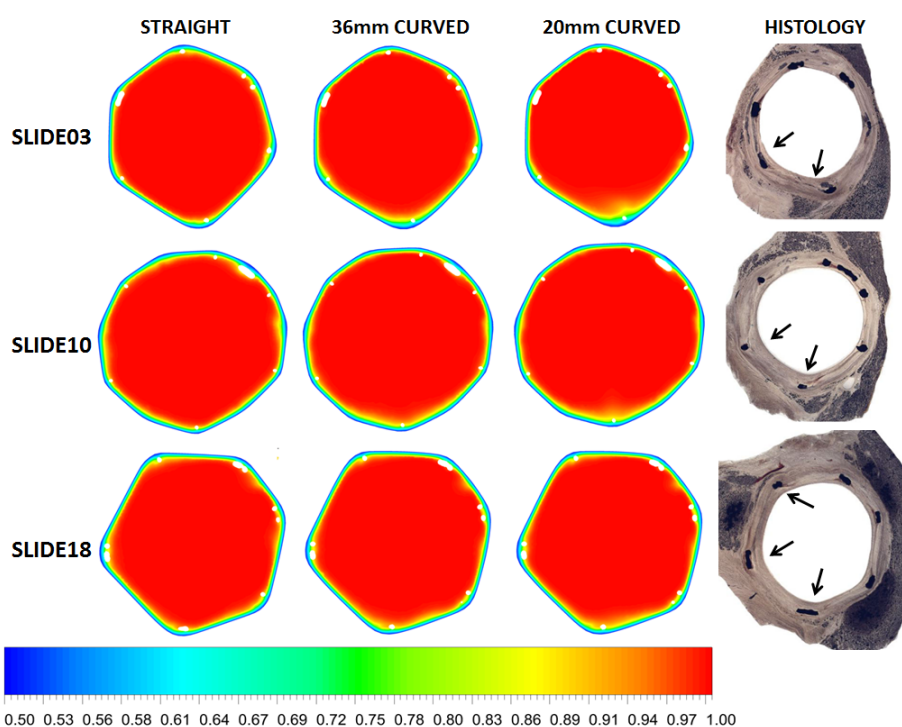 STRAIGHT 36mm CURVED 20mm CURVED HISTOLOGY
SLIDE03
SLIDE10
SLIDE18
0.50 0.53 0.56 0.58 0.61 0.64 0.67 0.69 0.72 0.75 0.78 0.80 0.83 0.86 0.89 0.91 0.94 0.97 1.00